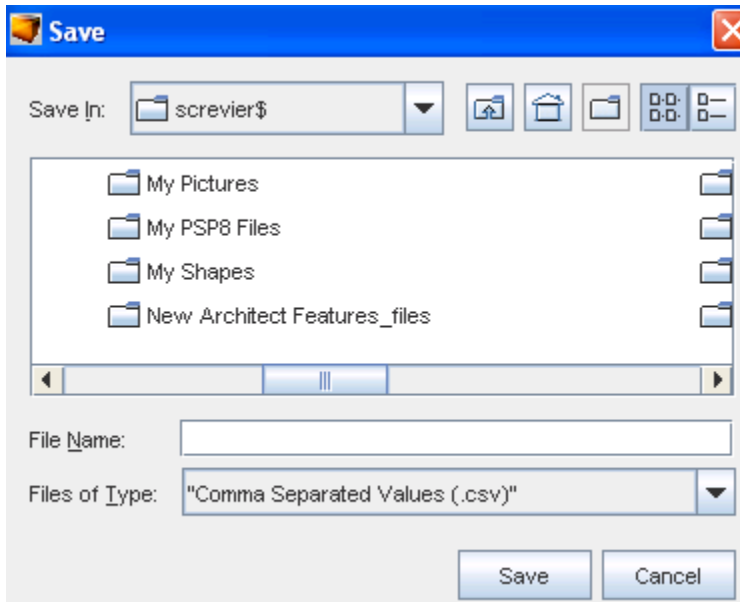 Save
Save In: screvier$
My Pictures
My PSP8 Files
My Shapes
New Architect Features_files
File Name:
Files of Type: "Comma Separated Values (.csv)"
Save Cancel